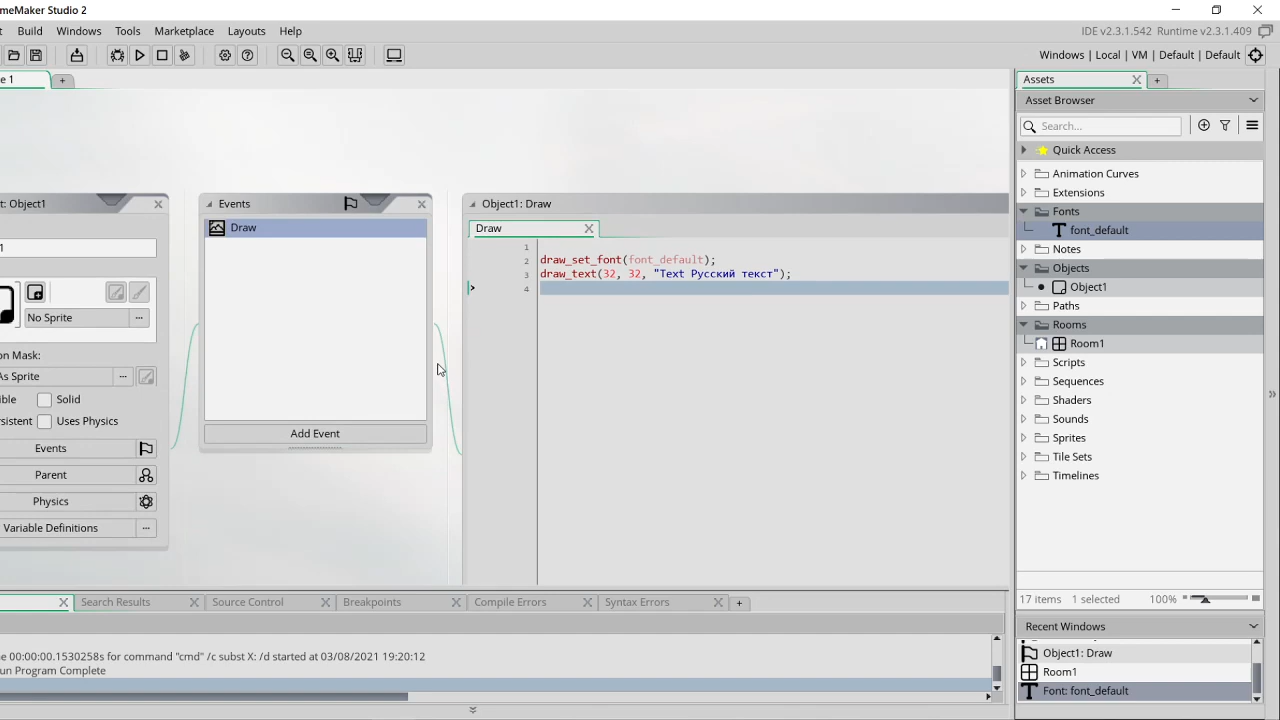 meMaker Studio 2
Build Windows Tools Marketplace Layouts Help
IDE v2.3.1.542 Runtime v2.3.1.409
Windows | Local | VM | Default | Default
e 1
Assets
Asset Browser
Search...
Quick Access
Animation Curves
Extensions
Fonts
font_default
Notes
Objects
Object1
Paths
Rooms
Room1
Scripts
Sequences
Shaders
Sounds
Sprites
Tile Sets
Timelines
17 items 1 selected 100%
Recent Windows
Object1: Draw
Room1
Font: font_default
t: Object1
1
No Sprite
on Mask:
As Sprite
ible Solid
sistent Uses Physics
Events
Parent
Physics
Variable Definitions
Events
Draw
Add Event
Object1: Draw
Draw
1
2 draw_set_font(font_default);
3 draw_text(32, 32, "Text Русский текст");
4
Search Results Source Control Breakpoints Compile Errors Syntax Errors
e 00:00:00.1530258s for command "cmd" /c subst X: /d started at 03/08/2021 19:20:12
un Program Complete